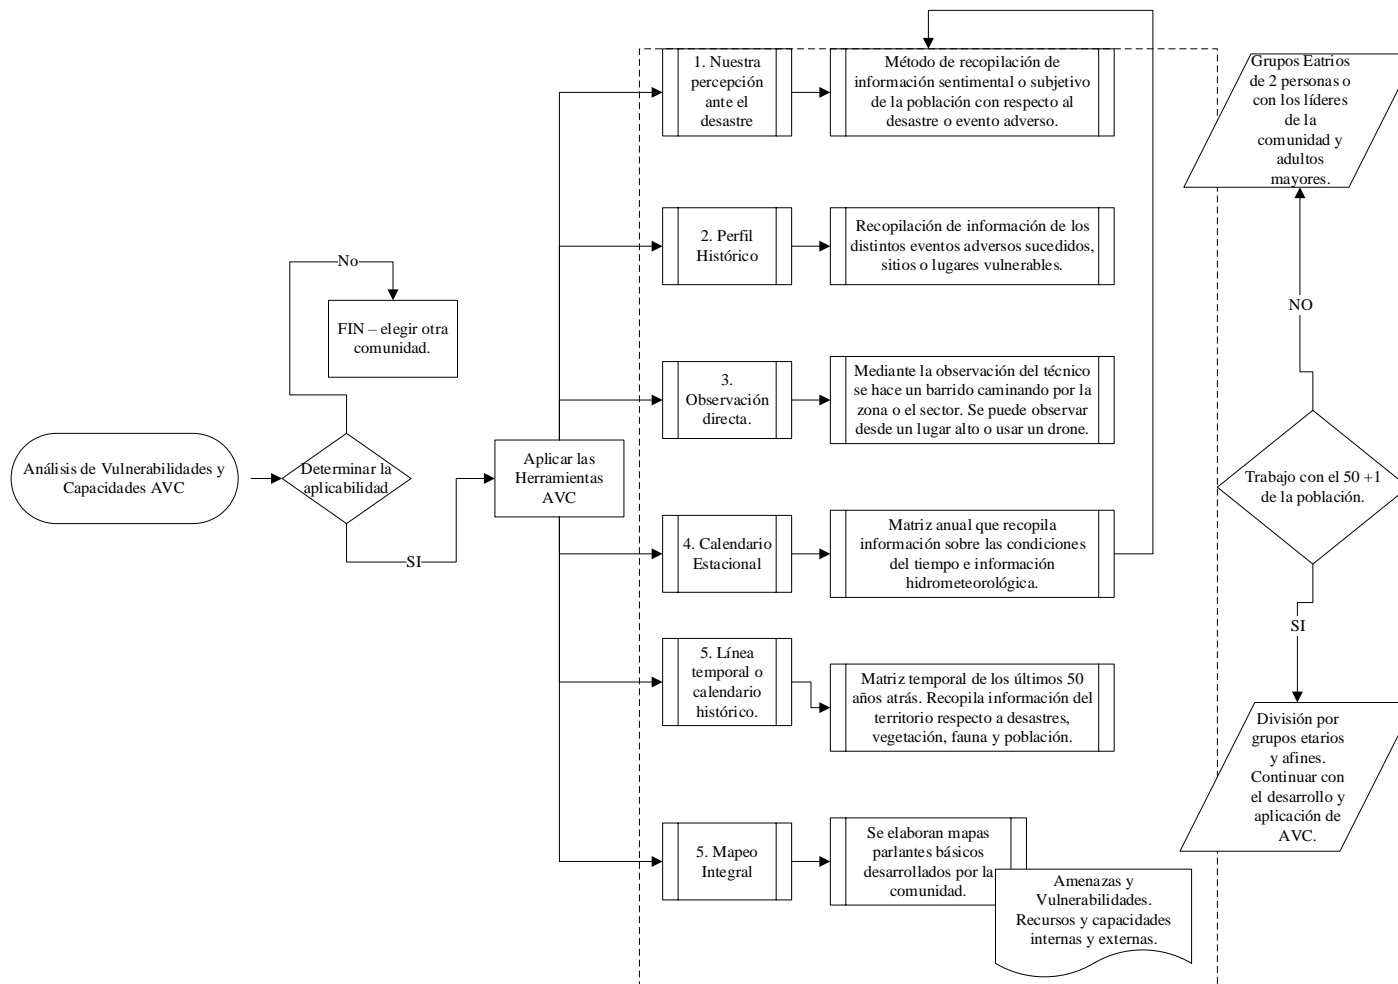 Análisis de Vulnerabilidades y
Capacidades AVC
Determinar la
aplicabilidad
No
FIN – elegir otra
comunidad.
SI
Aplicar las
Herramientas
AVC
1. Nuestra
percepción
ante el
desastre
Método de recopilación de
información sentimental o subjetivo
de la población con respecto al
desastre o evento adverso.
2. Perfil
Histórico
Recopilación de información de los
distintos eventos adversos sucedidos,
sitios o lugares vulnerables.
3.
Observación
directa.
Mediante la observación del técnico
se hace un barrido caminando por la
zona o el sector. Se puede observar
desde un lugar alto o usar un drone.
4. Calendario
Estacional
Matriz anual que recopila
información sobre las condiciones
del tiempo e información
hidrometeorológica.
5. Línea
temporal o
calendario
histórico.
Matriz temporal de los últimos 50
años atrás. Recopila información del
territorio respecto a desastres,
vegetación, fauna y población.
5. Mapeo
Integral
Se elaboran mapas
parlantes básicos
desarrollados por la
comunidad.
Amenazas y
Vulnerabilidades.
Recursos y capacidades
internas y externas.
Grupos Eatrios
de 2 personas o
con los líderes
de la
comunidad y
adultos
mayores.
NO
Trabajo con el 50 +1
de la población.
SI
División por
grupos etarios
y afines.
Continuar con
el desarrollo y
aplicación de
AVC.